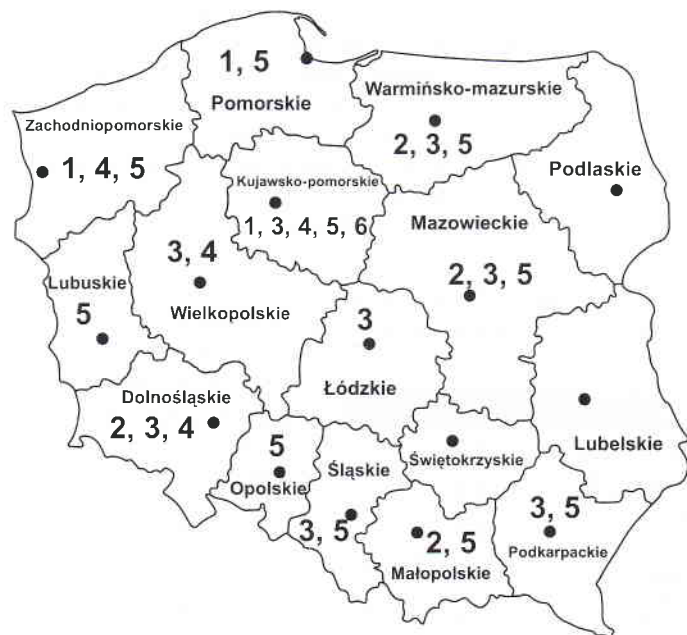 1, 5
Pomorskie
Warmińsko-mazurskie
2, 3, 5
Zachodniopomorskie
1, 4, 5
Podlaskie
Kujawsko-pomorskie
1, 3, 4, 5, 6
Mazowieckie
2, 3, 5
3, 4
Wielkopolskie
Lubuskie
5
3
Łódzkie
Dolnośląskie
2, 3, 4
Lubelskie
5
Opolskie
Śląskie
3, 5
Świętokrzyskie
2, 5
Małopolskie
3, 5
Podkarpackie